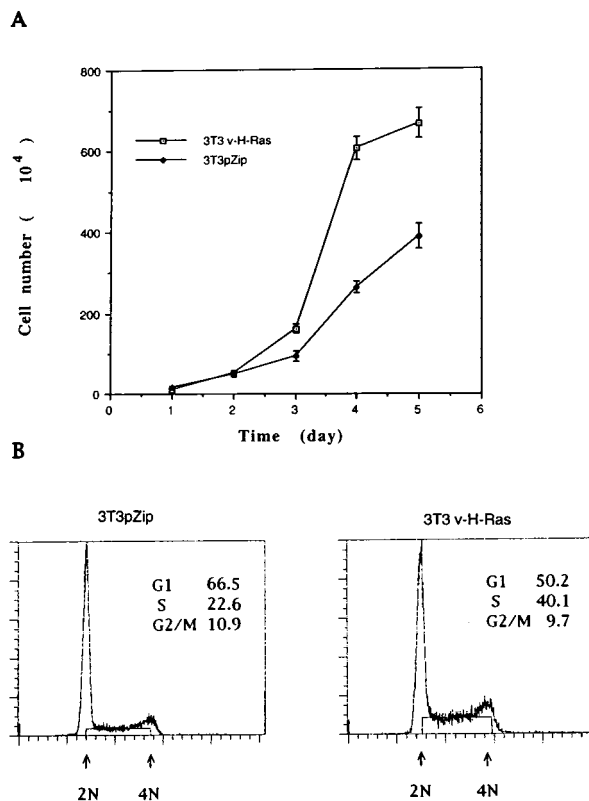 A
800
600
400
200
0
Cell number ( 10 4 )
3T3 v-H-Ras
3T3pZip
0 1 2 3 4 5 6
Time (day)
B
3T3pZip
G1 66.5
S 22.6
G2/M 10.9
2N 4N
3T3 v-H-Ras
G1 50.2
S 40.1
G2/M 9.7
2N 4N